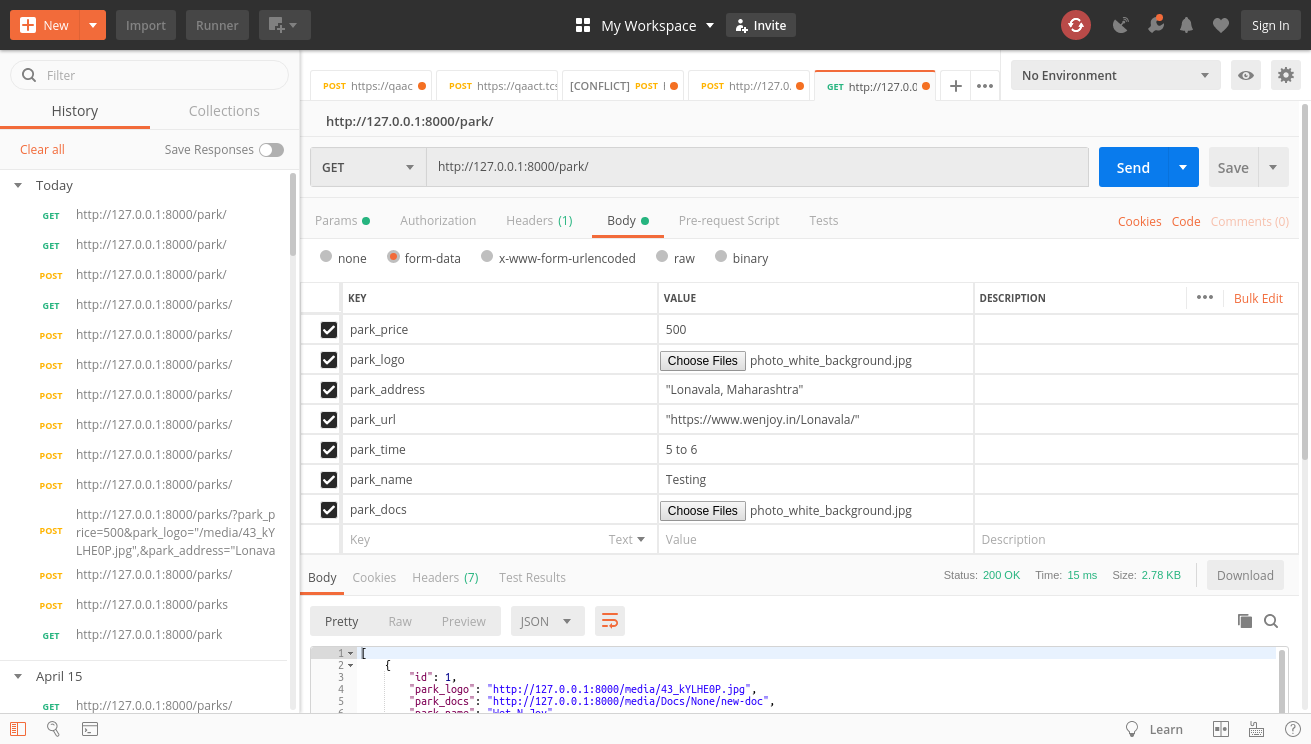 New
Import
Runner
My Workspace
Invite
Sign In
Filter
History
Collections
Clear all
Save Responses
Today
GET http://127.0.0.1:8000/park/
GET http://127.0.0.1:8000/park/
POST http://127.0.0.1:8000/park/
GET http://127.0.0.1:8000/parks/
POST http://127.0.0.1:8000/parks/
POST http://127.0.0.1:8000/parks/
POST http://127.0.0.1:8000/parks/
POST http://127.0.0.1:8000/parks/
POST http://127.0.0.1:8000/parks/
POST http://127.0.0.1:8000/parks/
http://127.0.0.1:8000/parks/?park_p
POST rice=500&park_logo="/media/43_kY
LHE0P.jpg",&park_address="Lonava
POST http://127.0.0.1:8000/parks/
POST http://127.0.0.1:8000/parks
GET http://127.0.0.1:8000/park
April 15
GET http://127.0.0.1:8000/parks/
POST https://qaac
POST https://qaact.tcs
[CONFLICT] POST
POST http://127.0.
GET http://127.0.0
No Environment
http://127.0.0.1:8000/park/
GET http://127.0.0.1:8000/park/
Send
Save
Params Authorization Headers (1) Body Pre-request Script Tests
Cookies Code Comments (0)
none form-data x-www-form-urlencoded raw binary
KEY VALUE DESCRIPTION ••• Bulk Edit
park_price 500
park_logo Choose Files photo_white_background.jpg
park_address "Lonavala, Maharashtra"
park_url "https://www.wenjoy.in/Lonavala/"
park_time 5 to 6
park_name Testing
park_docs Choose Files photo_white_background.jpg
Key Text Value Description
Body Cookies Headers (7) Test Results
Status: 200 OK Time: 15 ms Size: 2.78 KB Download
Pretty Raw Preview JSON
1 [
2 {
3 "id": 1,
4 "park_logo": "http://127.0.0.1:8000/media/43_kYLHE0P.jpg",
5 "park_docs": "http://127.0.0.1:8000/media/Docs/None/new-doc",
Learn